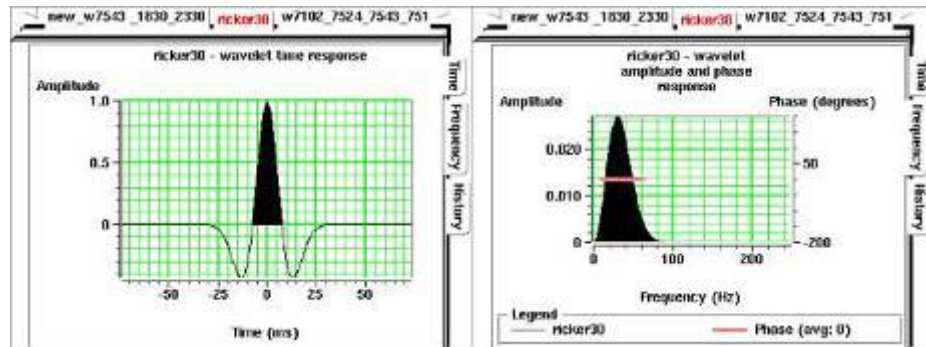 new_w7543 _1830_2330 ricker30 w7102_7524_7543_751
ricker30 - wavelet time response
Amplitude
1.0
0.5
0
-50 -25 0 25 50
Time (ms)
Time
Frequency
History
new_w7543 _1830_2330 ricker30 w7102_7524_7543_751
ricker30 - wavelet
amplitude and phase
response
Amplitude Phase (degrees)
0.020
0.010
0
50
-200
0 100 200
Frequency (Hz)
Legend
ricker30 Phase (avg: 0)
Time
Frequency
History